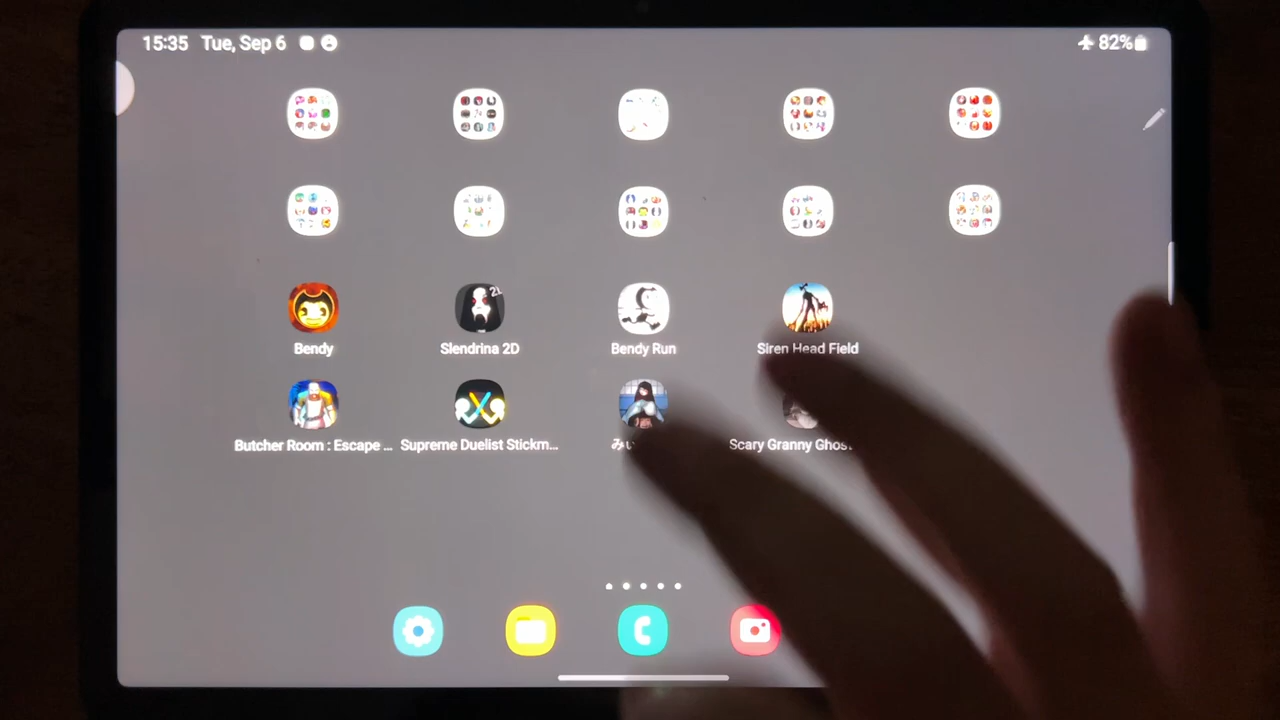 15:35 Tue, Sep 6
82%
2D
Bendy
Slendrina 2D
Bendy Run
Siren Head Field
Butcher Room : Escape ...
Supreme Duelist Stickm...
Scary Granny Ghost